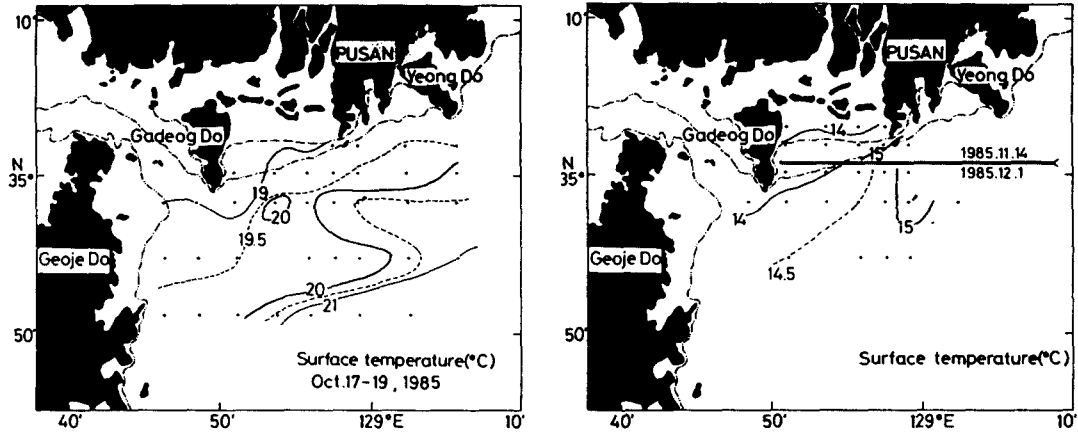 10'
PUSAN
Yeong Do
Gadeog Do
N
35°
19
20
19.5
Geoje Do
20
21
50'
Surface temperature(°C)
Oct.17-19, 1985
40'
50'
129°E
10'
10'
PUSAN
Yeong Do
14
Gadeog Do
15
1985.11.14
N
35°
1985.12.1
14
15
Geoje Do
14.5
50'
Surface temperature(°C)
40'
50'
129°E
10'